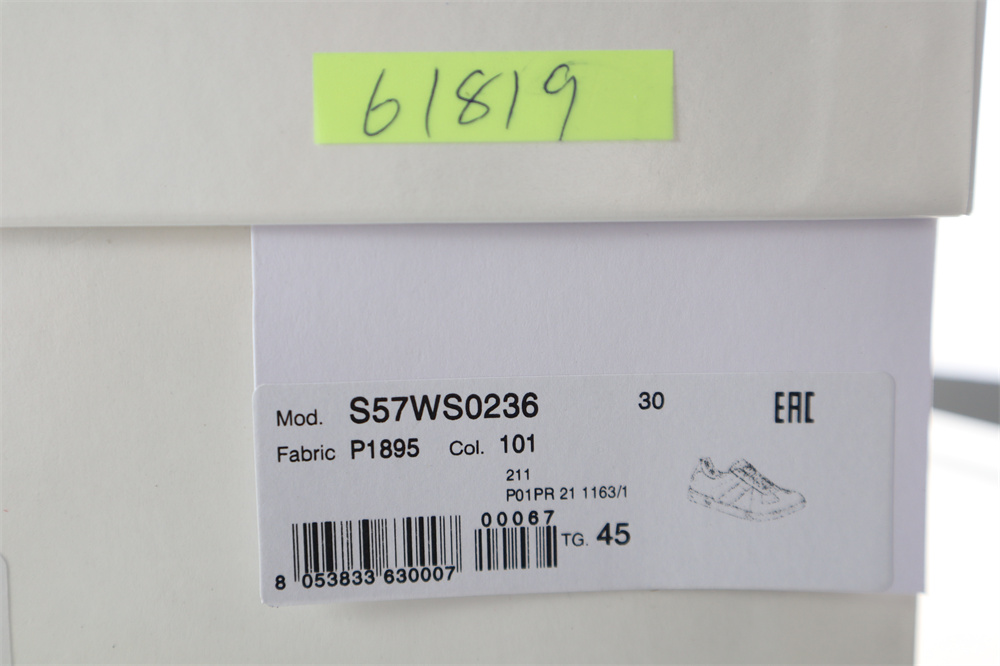 61819
Mod. S57WS0236 30 EAC
Fabric P1895 Col. 101
211
P01PR 21 1163/1
00067
TG. 45
8 053833 630007